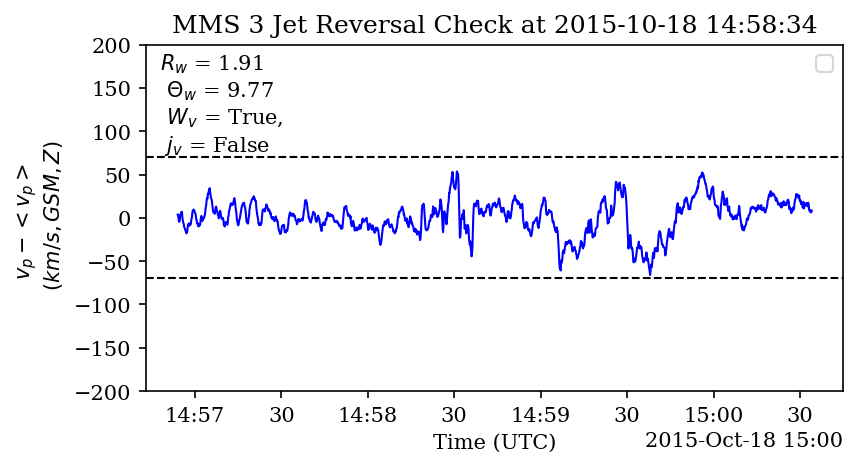 MMS 3 Jet Reversal Check at 2015-10-18 14:58:34
R_w = 1.91
Θ_w = 9.77
W_v = True,
j_v = False
200
150
100
50
0
−50
−100
−150
−200
v_p − < v_p >
(km/s, GSM, Z)
14:57 30 14:58 30 14:59 30 15:00 30
Time (UTC)
2015-Oct-18 15:00